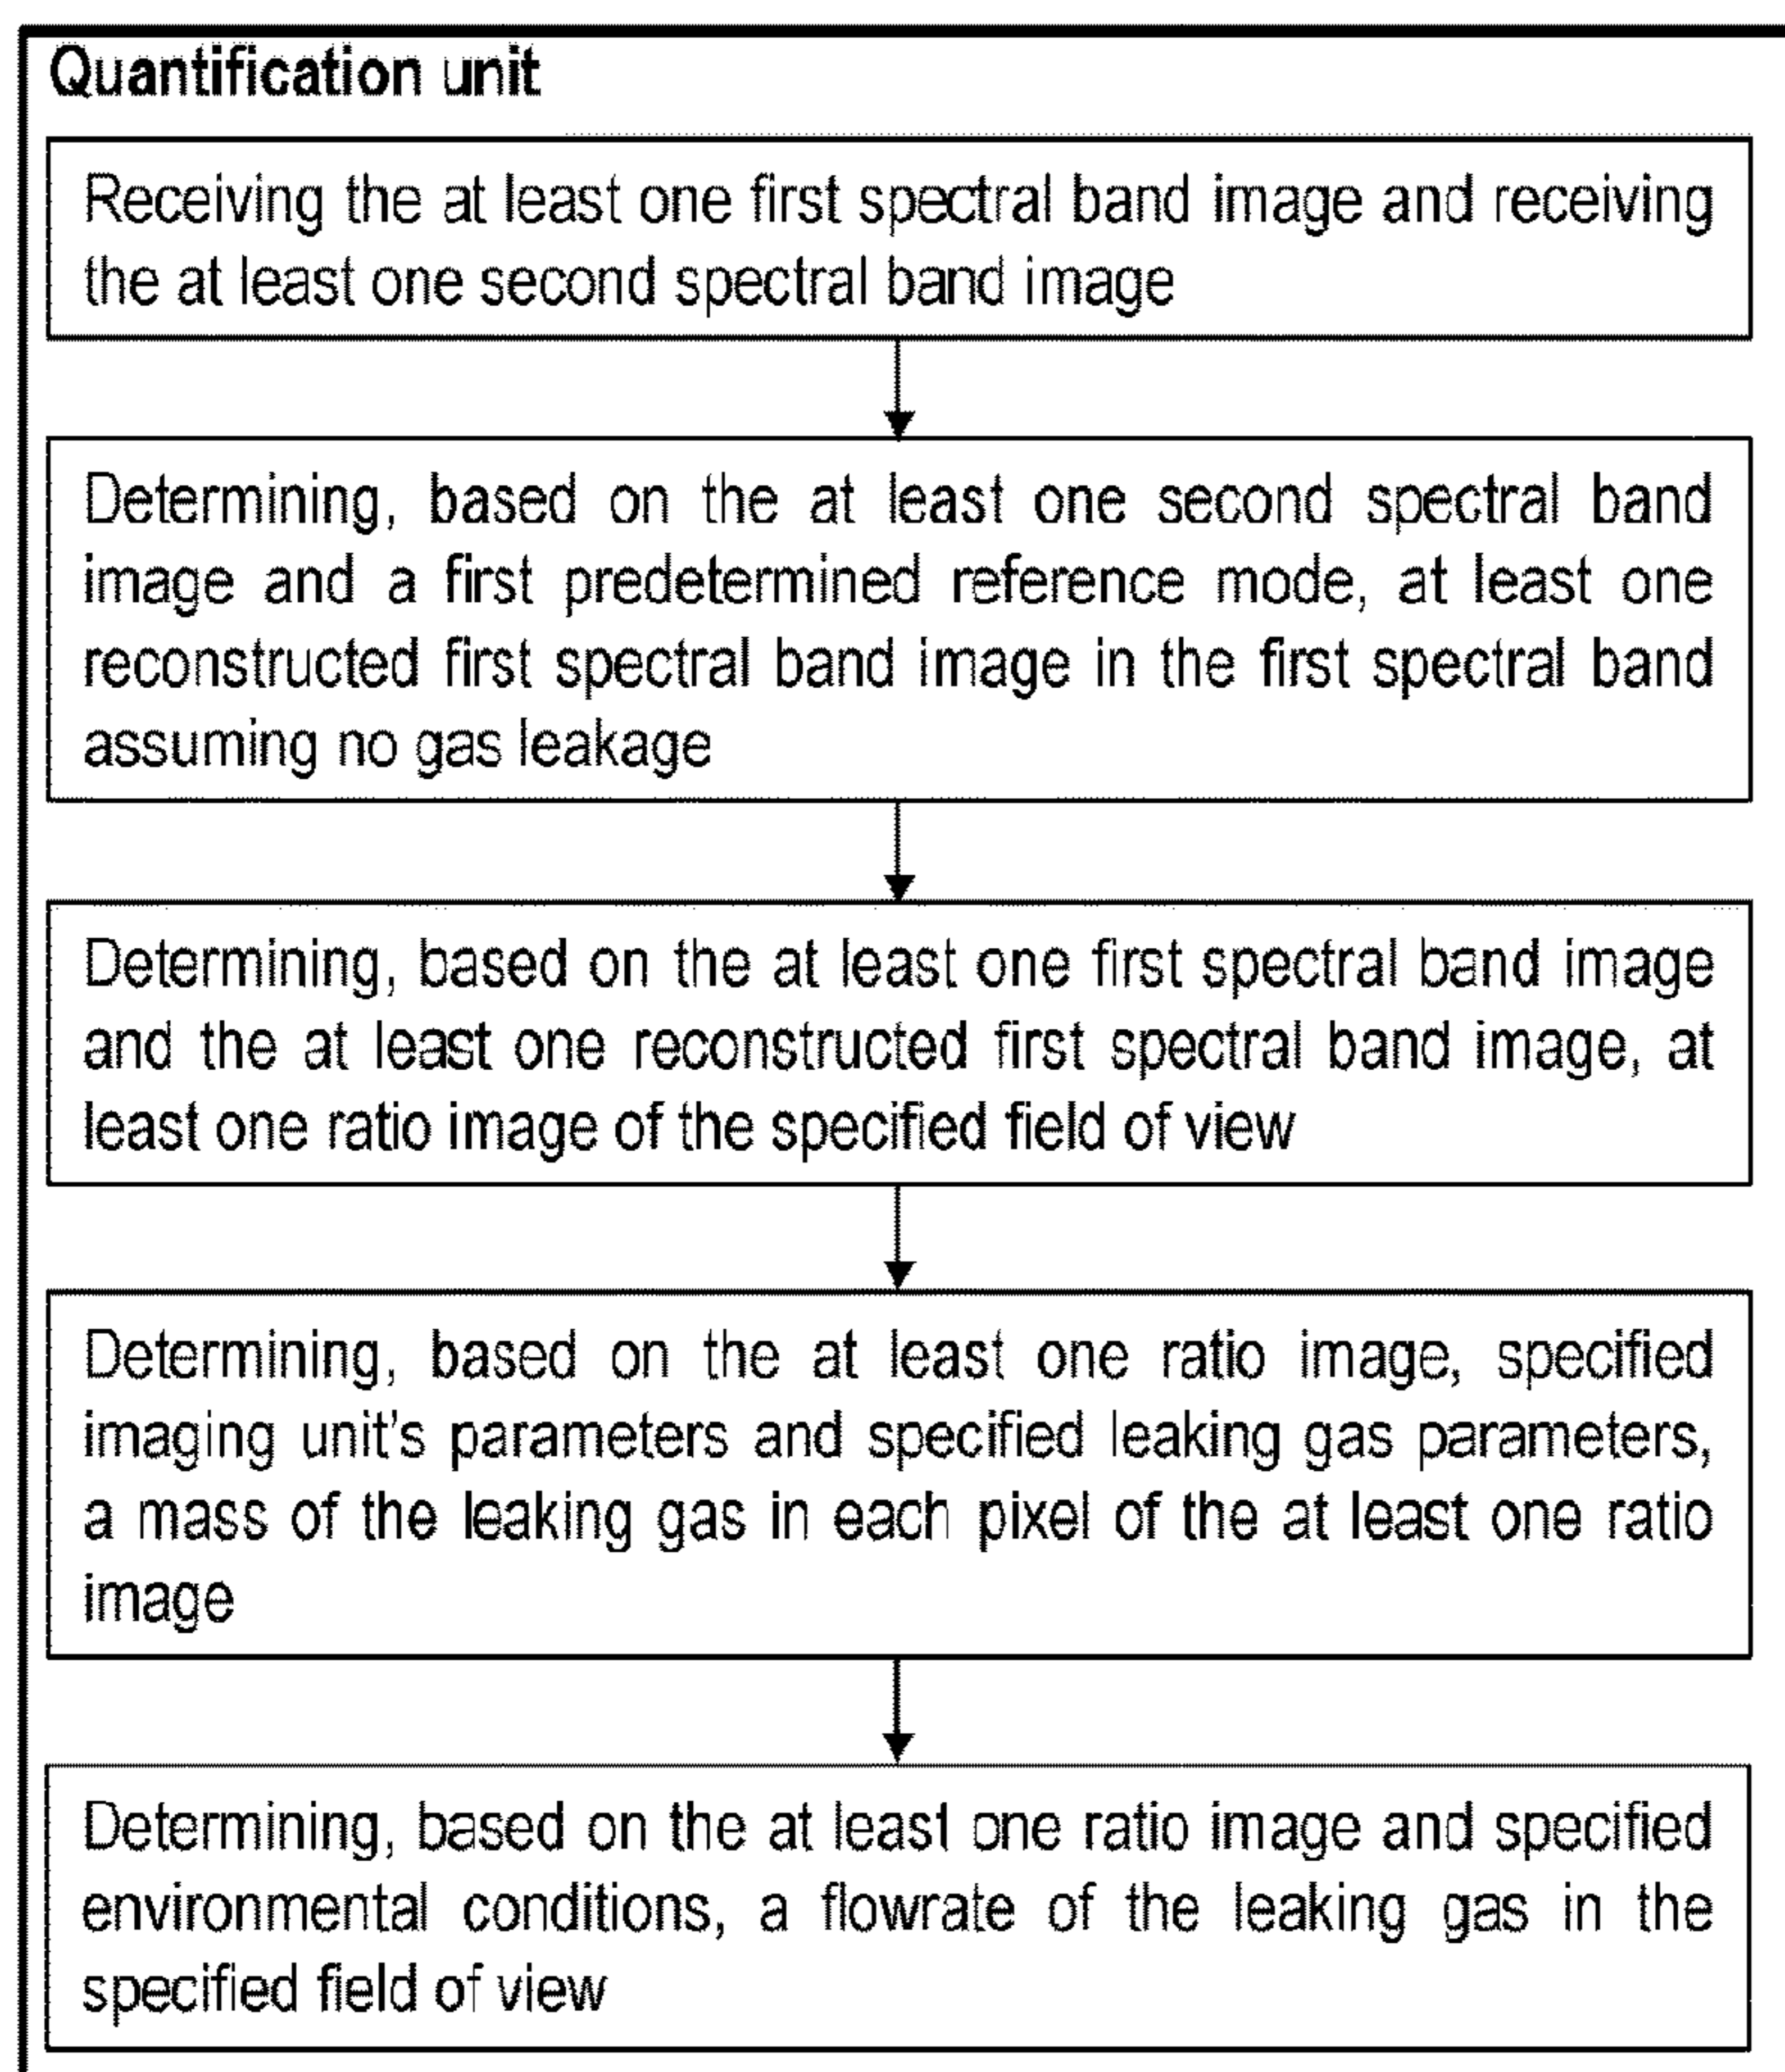 Quantification unit
Receiving the at least one first spectral band image and receiving
the at least one second spectral band image
Determining, based on the at least one second spectral band
image and a first predetermined reference mode, at least one
reconstructed first spectral band image in the first spectral band
assuming no gas leakage
Determining, based on the at least one first spectral band image
and the at least one reconstructed first spectral band image, at
least one ratio image of the specified field of view
Determining, based on the at least one ratio image, specified
imaging unit's parameters and specified leaking gas parameters,
a mass of the leaking gas in each pixel of the at least one ratio
image
Determining, based on the at least one ratio image and specified
environmental conditions, a flowrate of the leaking gas in the
specified field of view